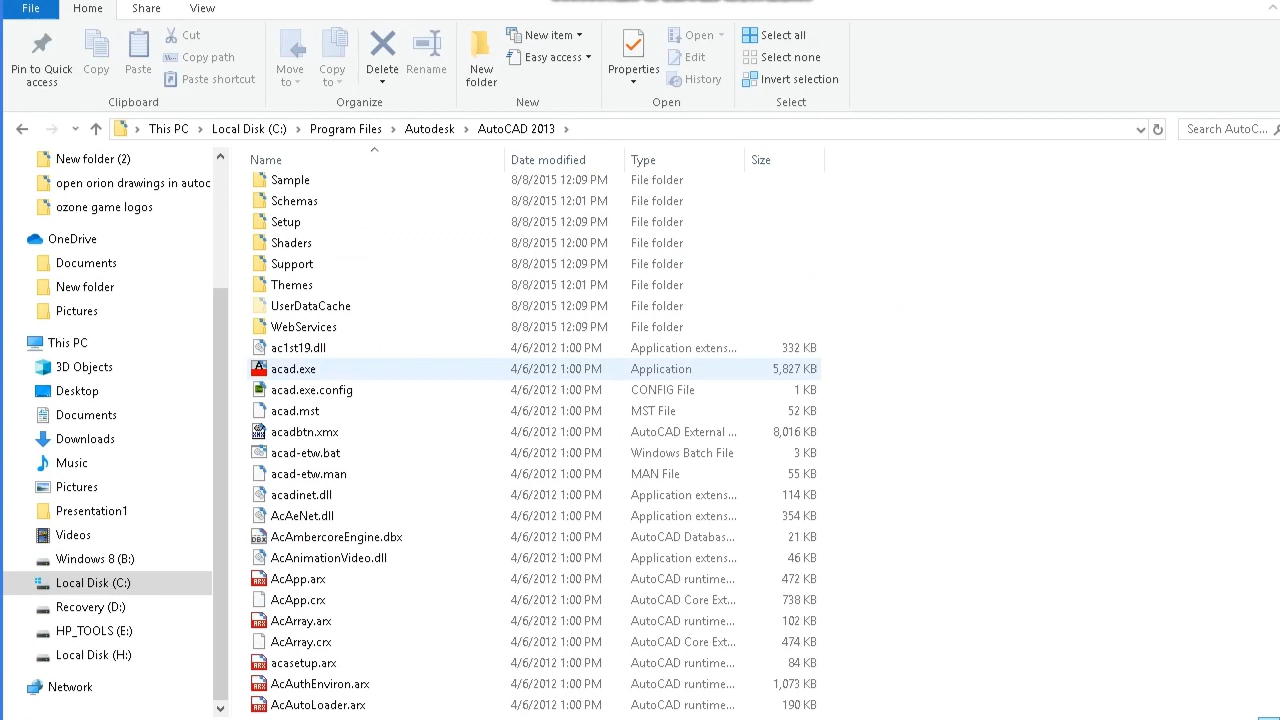 File Home Share View
Pin to Quick access
Copy
Paste
Cut
Copy path
Paste shortcut
Clipboard
Move to
Copy to
Delete
Rename
Organize
New folder
New item
Easy access
New
Properties
Open
Edit
History
Open
Select all
Select none
Invert selection
Select
This PC > Local Disk (C:) > Program Files > Autodesk > AutoCAD 2013 >
Search AutoC...
New folder (2)
open orion drawings in autoc
ozone game logos
OneDrive
Documents
New folder
Pictures
This PC
3D Objects
Desktop
Documents
Downloads
Music
Pictures
Presentation1
Videos
Windows 8 (B:)
Local Disk (C:)
Recovery (D:)
HP_TOOLS (E:)
Local Disk (H:)
Network
Name Date modified Type Size
Sample 8/8/2015 12:09 PM File folder
Schemas 8/8/2015 12:01 PM File folder
Setup 8/8/2015 12:09 PM File folder
Shaders 8/8/2015 12:00 PM File folder
Support 8/8/2015 12:09 PM File folder
Themes 8/8/2015 12:01 PM File folder
UserDataCache 8/8/2015 12:09 PM File folder
WebServices 8/8/2015 12:09 PM File folder
ac1st19.dll 4/6/2012 1:00 PM Application extens... 332 KB
acad.exe 4/6/2012 1:00 PM Application 5,827 KB
acad.exe.config 4/6/2012 1:00 PM CONFIG File 1 KB
acad.mst 4/6/2012 1:00 PM MST File 52 KB
acadbtn.xmx 4/6/2012 1:00 PM AutoCAD External ... 8,016 KB
acad-etw.bat 4/6/2012 1:00 PM Windows Batch File 3 KB
acad-etw.man 4/6/2012 1:00 PM MAN File 55 KB
acadinet.dll 4/6/2012 1:00 PM Application extens... 114 KB
AcAeNet.dll 4/6/2012 1:00 PM Application extens... 354 KB
AcAmbercoreEngine.dbx 4/6/2012 1:00 PM AutoCAD Databas... 21 KB
AcAnimationVideo.dll 4/6/2012 1:00 PM Application extens... 46 KB
AcApp.arx 4/6/2012 1:00 PM AutoCAD runtime... 472 KB
AcApp.crx 4/6/2012 1:00 PM AutoCAD Core Ext... 738 KB
AcArray.arx 4/6/2012 1:00 PM AutoCAD runtime... 102 KB
AcArray.crx 4/6/2012 1:00 PM AutoCAD Core Ext... 474 KB
acasetup.arx 4/6/2012 1:00 PM AutoCAD runtime... 84 KB
AcAuthEnviron.arx 4/6/2012 1:00 PM AutoCAD runtime... 1,073 KB
AcAutoLoader.arx 4/6/2012 1:00 PM AutoCAD runtime... 190 KB